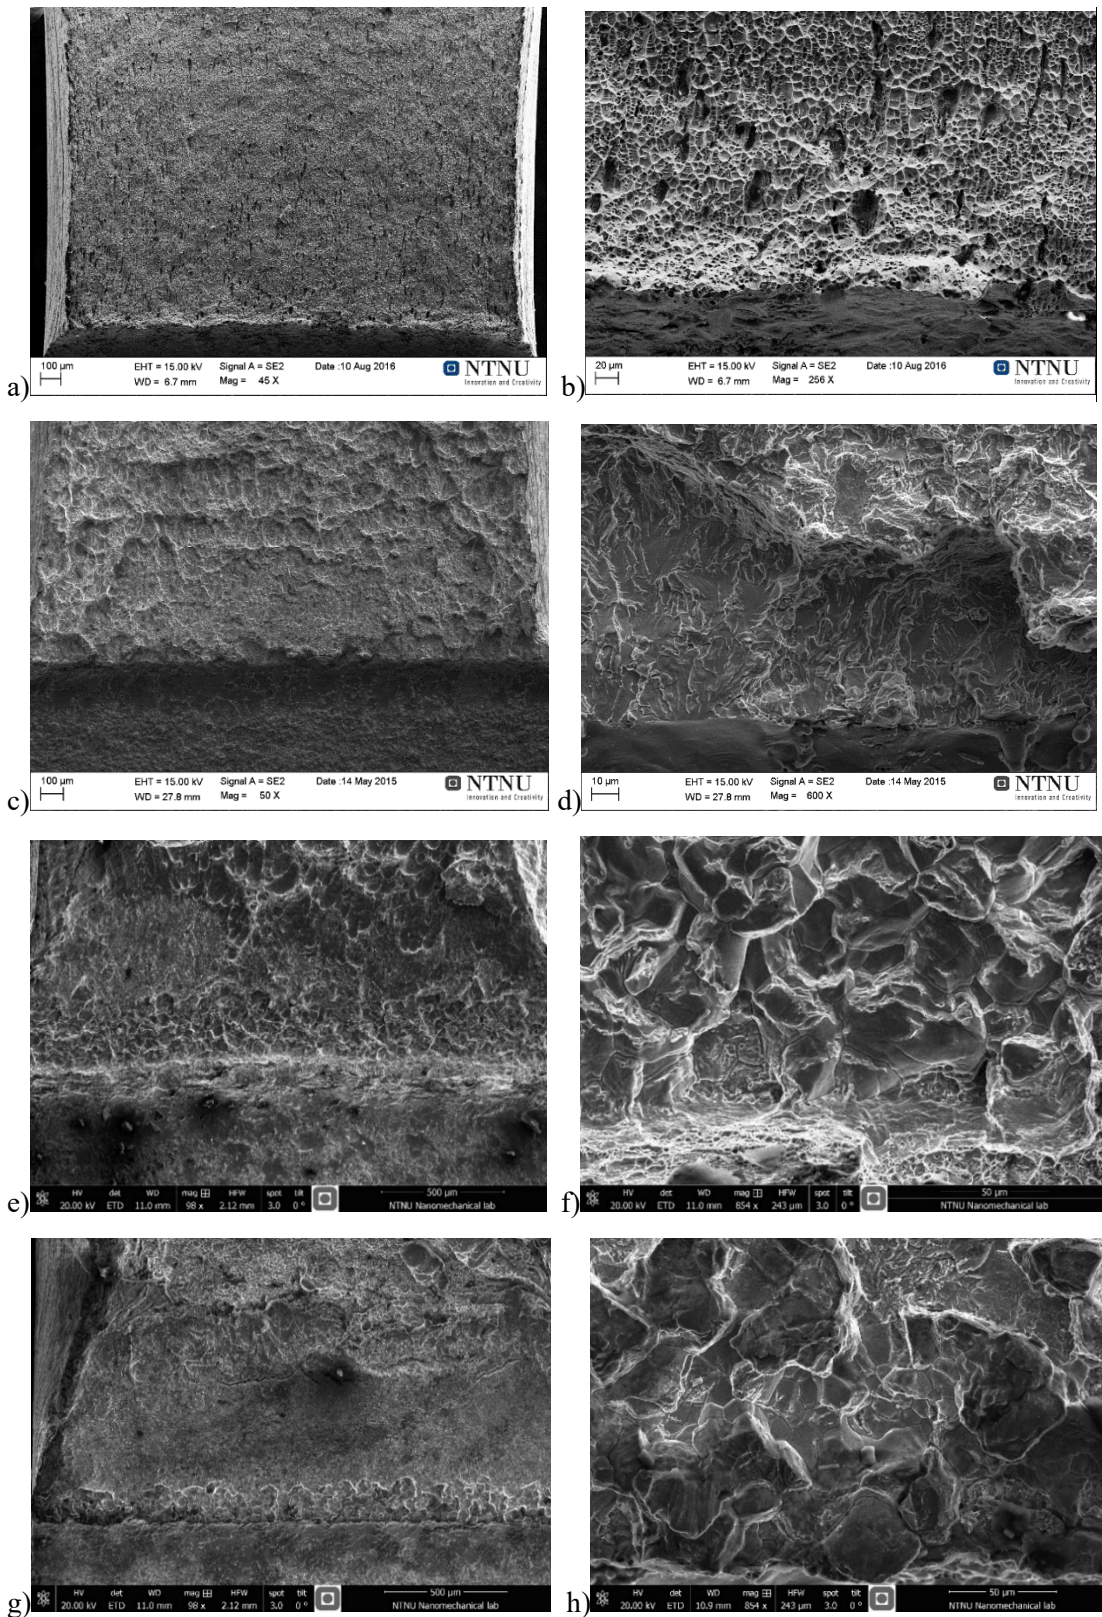 100 µm
EHT = 15.00 kV Signal A = SE2 Date :10 Aug 2016
WD = 6.7 mm Mag = 45 X
NTNU
Innovation and Creativity
a)
20 µm
EHT = 15.00 kV Signal A = SE2 Date :10 Aug 2016
WD = 6.7 mm Mag = 256 X
NTNU
Innovation and Creativity
b)
100 µm
EHT = 15.00 kV Signal A = SE2 Date :14 May 2015
WD = 27.8 mm Mag = 50 X
NTNU
Innovation and Creativity
c)
10 µm
EHT = 15.00 kV Signal A = SE2 Date :14 May 2015
WD = 27.8 mm Mag = 600 X
NTNU
Innovation and Creativity
d)
HV det WD mag HFW spot tilt
20.00 kV ETD 11.0 mm 98 x 2.12 mm 3.0 0 °
500 µm
NTNU Nanomechanical lab
e)
HV det WD mag HFW spot tilt
20.00 kV ETD 11.0 mm 854 x 243 µm 3.0 0 °
50 µm
NTNU Nanomechanical lab
f)
HV det WD mag HFW spot tilt
20.00 kV ETD 11.0 mm 98 x 2.12 mm 3.0 0 °
500 µm
NTNU Nanomechanical lab
g)
HV det WD mag HFW spot tilt
20.00 kV ETD 10.9 mm 854 x 243 µm 3.0 0 °
50 µm
NTNU Nanomechanical lab
h)